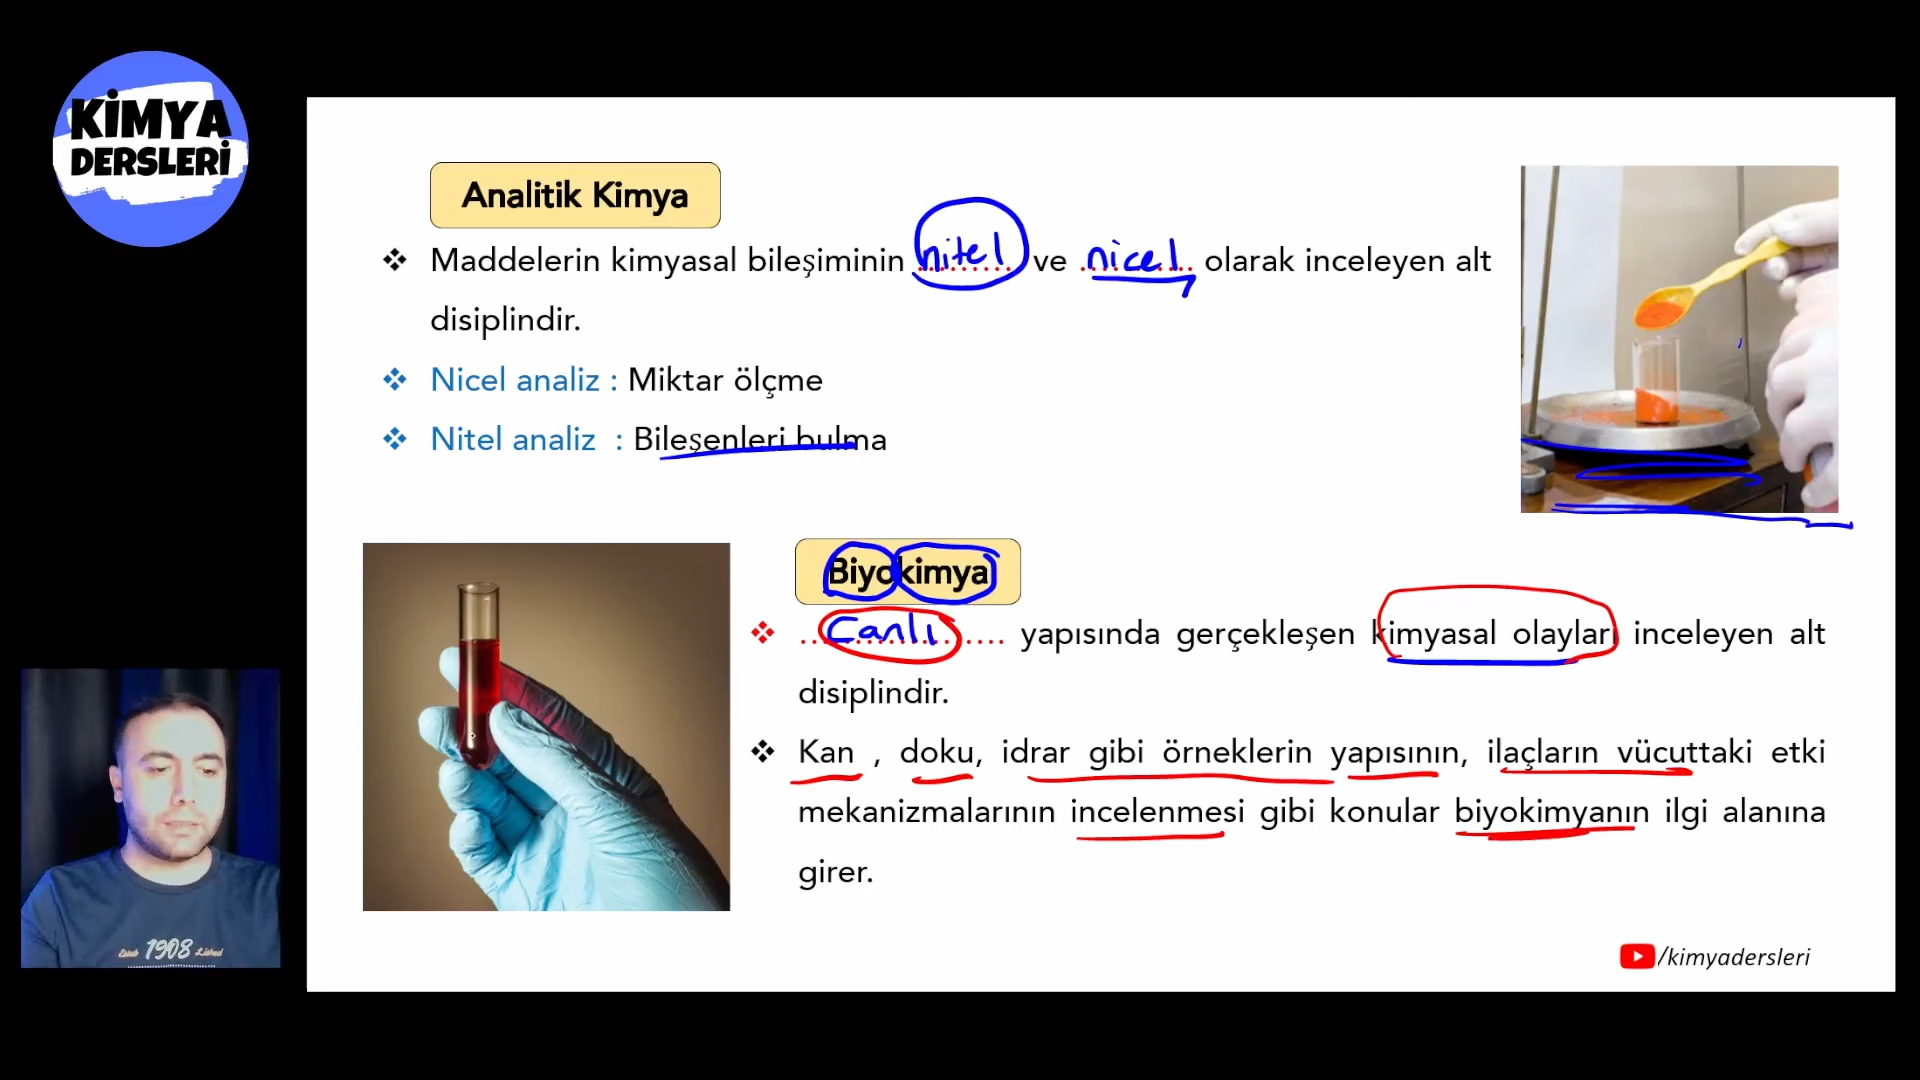 KİMYA
DERSLERİ
Analitik Kimya
Maddelerin kimyasal bileşiminin nitel ve nicel olarak inceleyen alt
disiplindir.
Nicel analiz : Miktar ölçme
Nitel analiz : Bileşenleri bulma
Biyokimya
Canlı yapısında gerçekleşen kimyasal olayları inceleyen alt
disiplindir.
Kan , doku, idrar gibi örneklerin yapısının, ilaçların vücuttaki etki
mekanizmalarının incelenmesi gibi konular biyokimyanın ilgi alanına
girer.
1908
/kimyadersleri